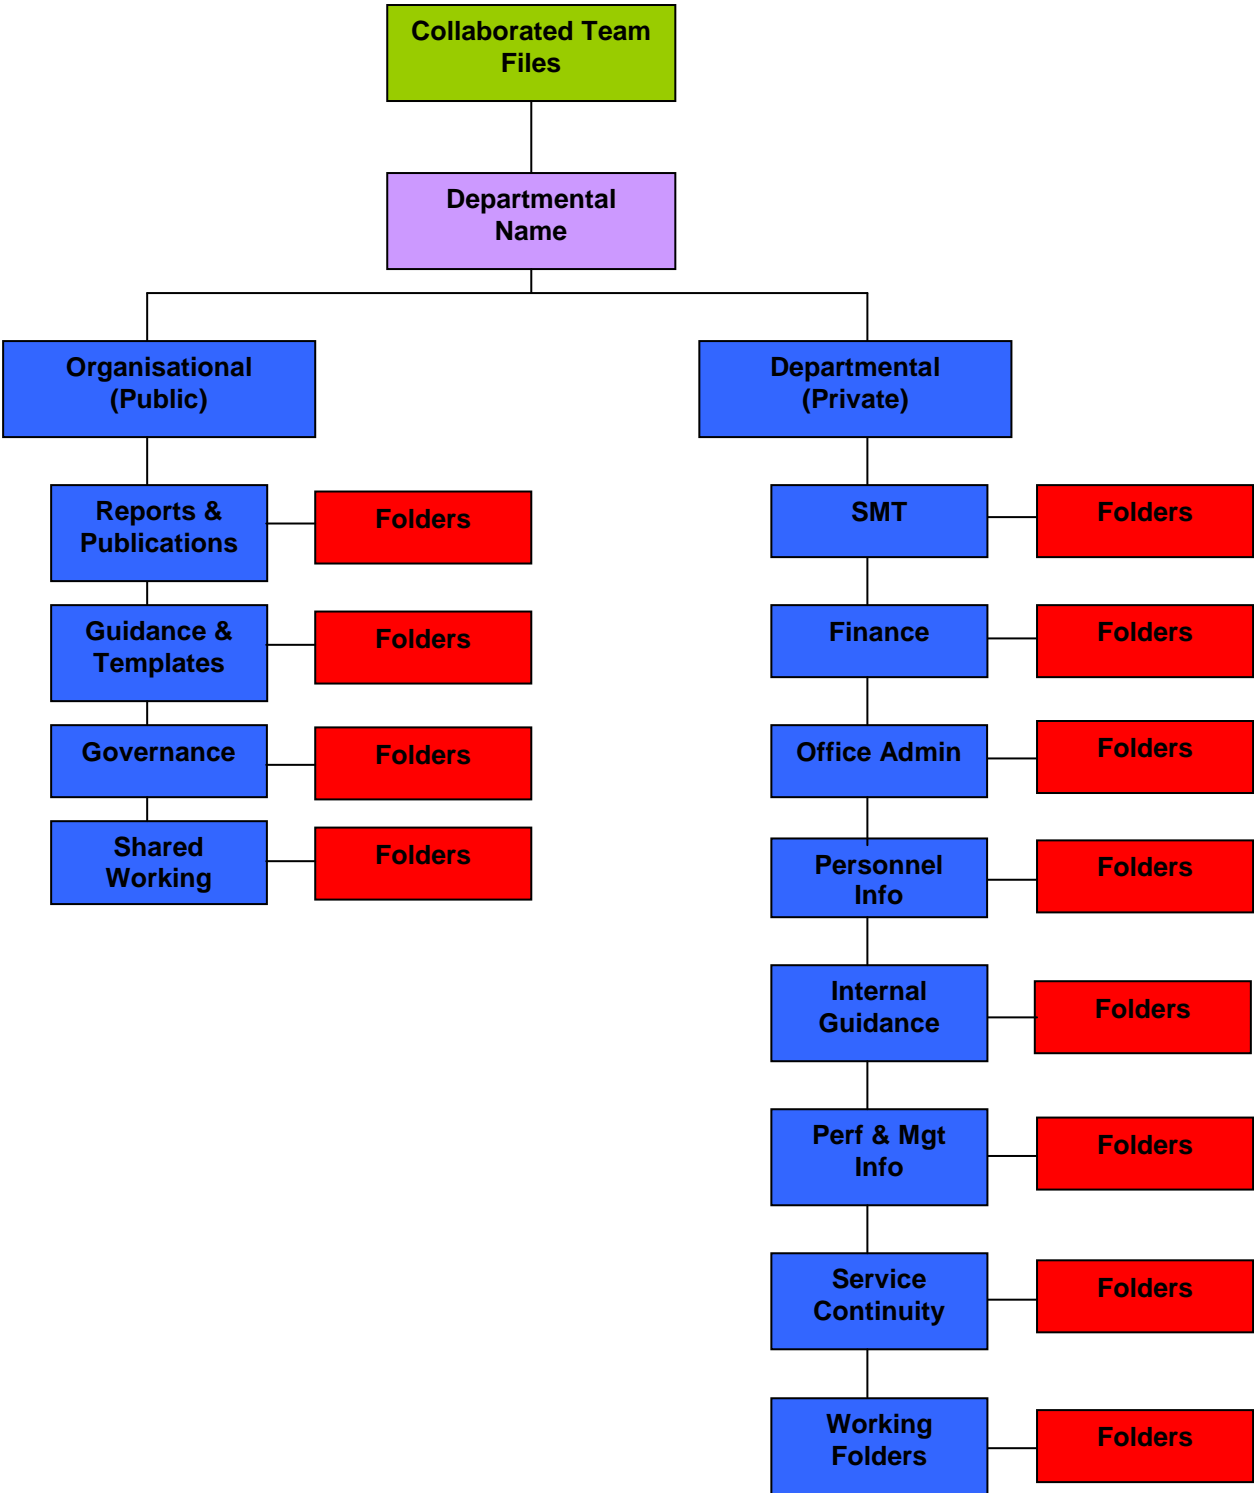 Collaborated Team
Files
Departmental
Name
Organisational
(Public)
Departmental
(Private)
Reports &
Publications
Folders
Guidance &
Templates
Folders
Governance
Folders
Shared
Working
Folders
SMT
Folders
Finance
Folders
Office Admin
Folders
Personnel
Info
Folders
Internal
Guidance
Folders
Perf & Mgt
Info
Folders
Service
Continuity
Folders
Working
Folders
Folders